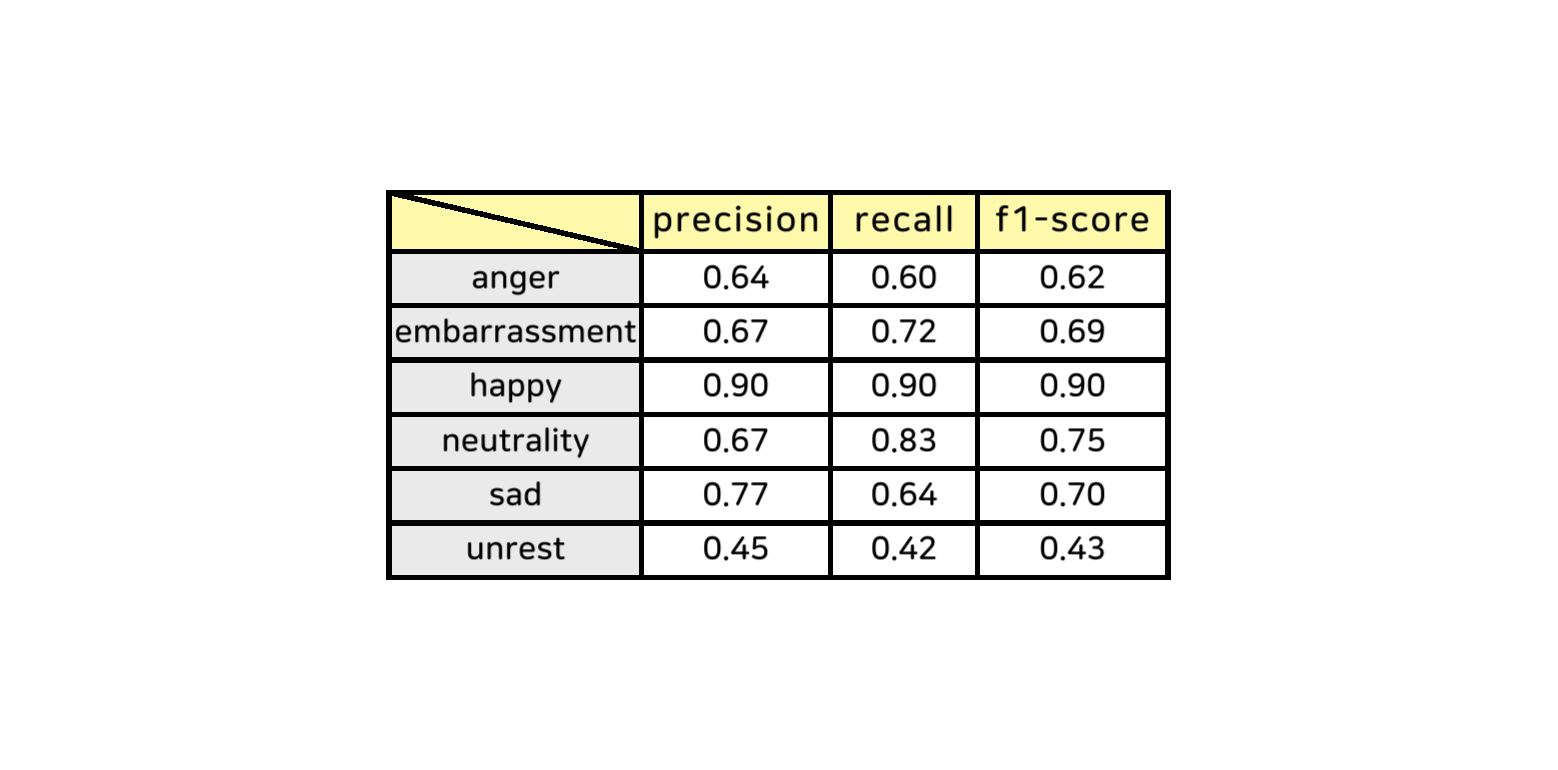 precision recall f1-score
anger 0.64 0.60 0.62
embarrassment 0.67 0.72 0.69
happy 0.90 0.90 0.90
neutrality 0.67 0.83 0.75
sad 0.77 0.64 0.70
unrest 0.45 0.42 0.43